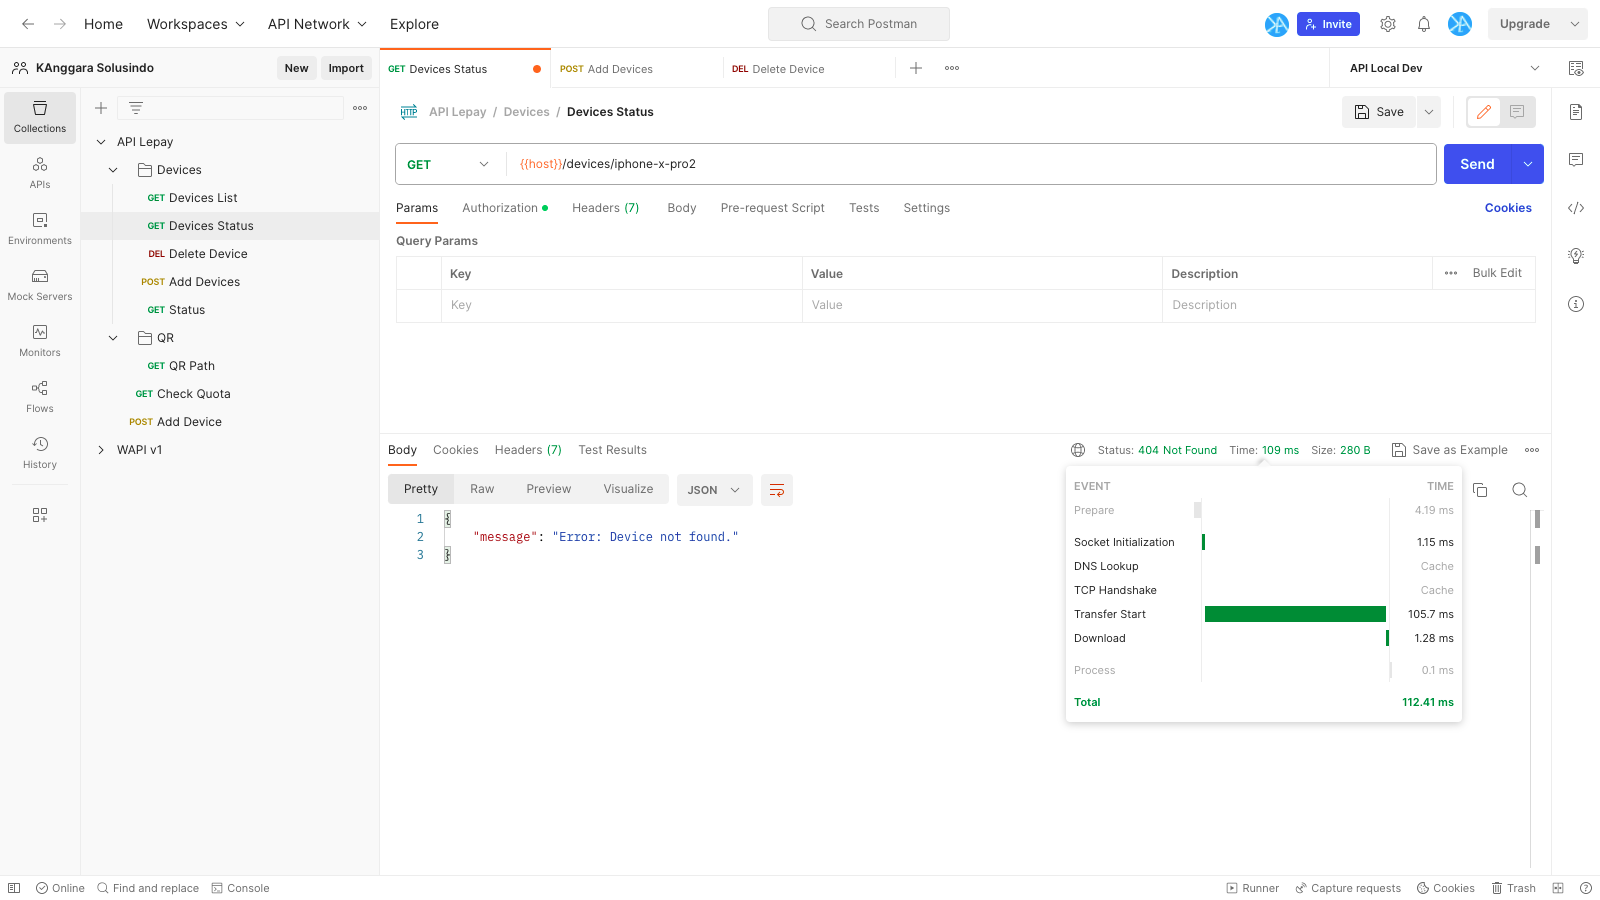 Home Workspaces API Network Explore Search Postman Invite Upgrade
KAnggara Solusindo New Import GET Devices Status POST Add Devices DEL Delete Device API Local Dev
Collections
APIs
Environments
Mock Servers
Monitors
Flows
History
API Lepay
Devices
GET Devices List
GET Devices Status
DEL Delete Device
POST Add Devices
GET Status
QR
GET QR Path
GET Check Quota
POST Add Device
WAPI v1
HTTP API Lepay / Devices / Devices Status Save
GET {{host}}/devices/iphone-x-pro2 Send
Params Authorization Headers (7) Body Pre-request Script Tests Settings Cookies
Query Params
Key Value Description Bulk Edit
Key Value Description
Body Cookies Headers (7) Test Results Status: 404 Not Found Time: 109 ms Size: 280 B Save as Example
Pretty Raw Preview Visualize JSON
1 {
2 "message": "Error: Device not found."
3 }
EVENT TIME
Prepare 4.19 ms
Socket Initialization 1.15 ms
DNS Lookup Cache
TCP Handshake Cache
Transfer Start 105.7 ms
Download 1.28 ms
Process 0.1 ms
Total 112.41 ms
Online Find and replace Console Runner Capture requests Cookies Trash